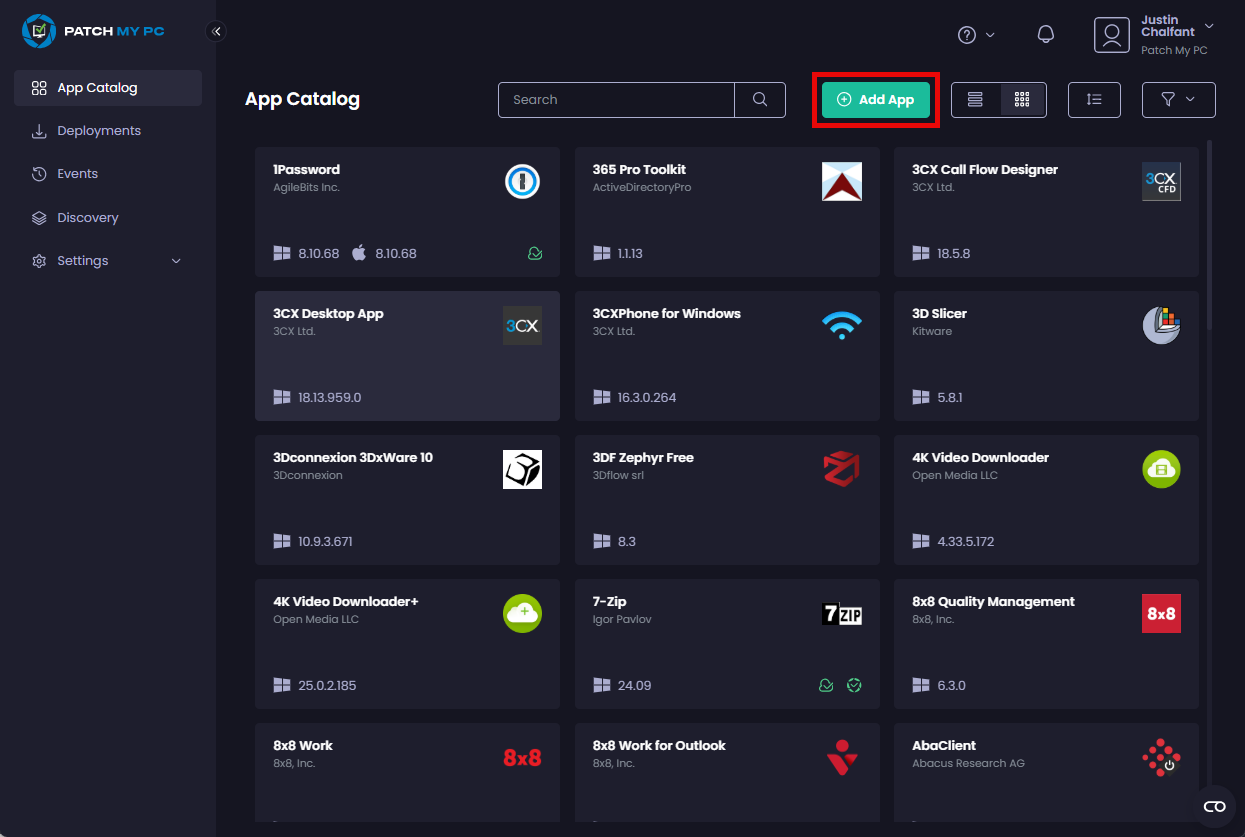 PATCH MY PC
Justin
Chalfant
Patch My PC
App Catalog
Deployments
Events
Discovery
Settings
App Catalog
Search
Add App
1Password
AgileBits Inc.
8.10.68
8.10.68
365 Pro Toolkit
ActiveDirectoryPro
1.1.13
3CX Call Flow Designer
3CX Ltd.
3CX
CFD
18.5.8
3CX Desktop App
3CX Ltd.
3CX
18.13.959.0
3CXPhone for Windows
3CX Ltd.
16.3.0.264
3D Slicer
Kitware
5.8.1
3Dconnexion 3DxWare 10
3Dconnexion
10.9.3.671
3DF Zephyr Free
3Dflow srl
8.3
4K Video Downloader
Open Media LLC
4.33.5.172
4K Video Downloader+
Open Media LLC
25.0.2.185
7-Zip
Igor Pavlov
7ZIP
24.09
8x8 Quality Management
8x8, Inc.
8x8
6.3.0
8x8 Work
8x8, Inc.
8x8
8x8 Work for Outlook
8x8, Inc.
AbaClient
Abacus Research AG